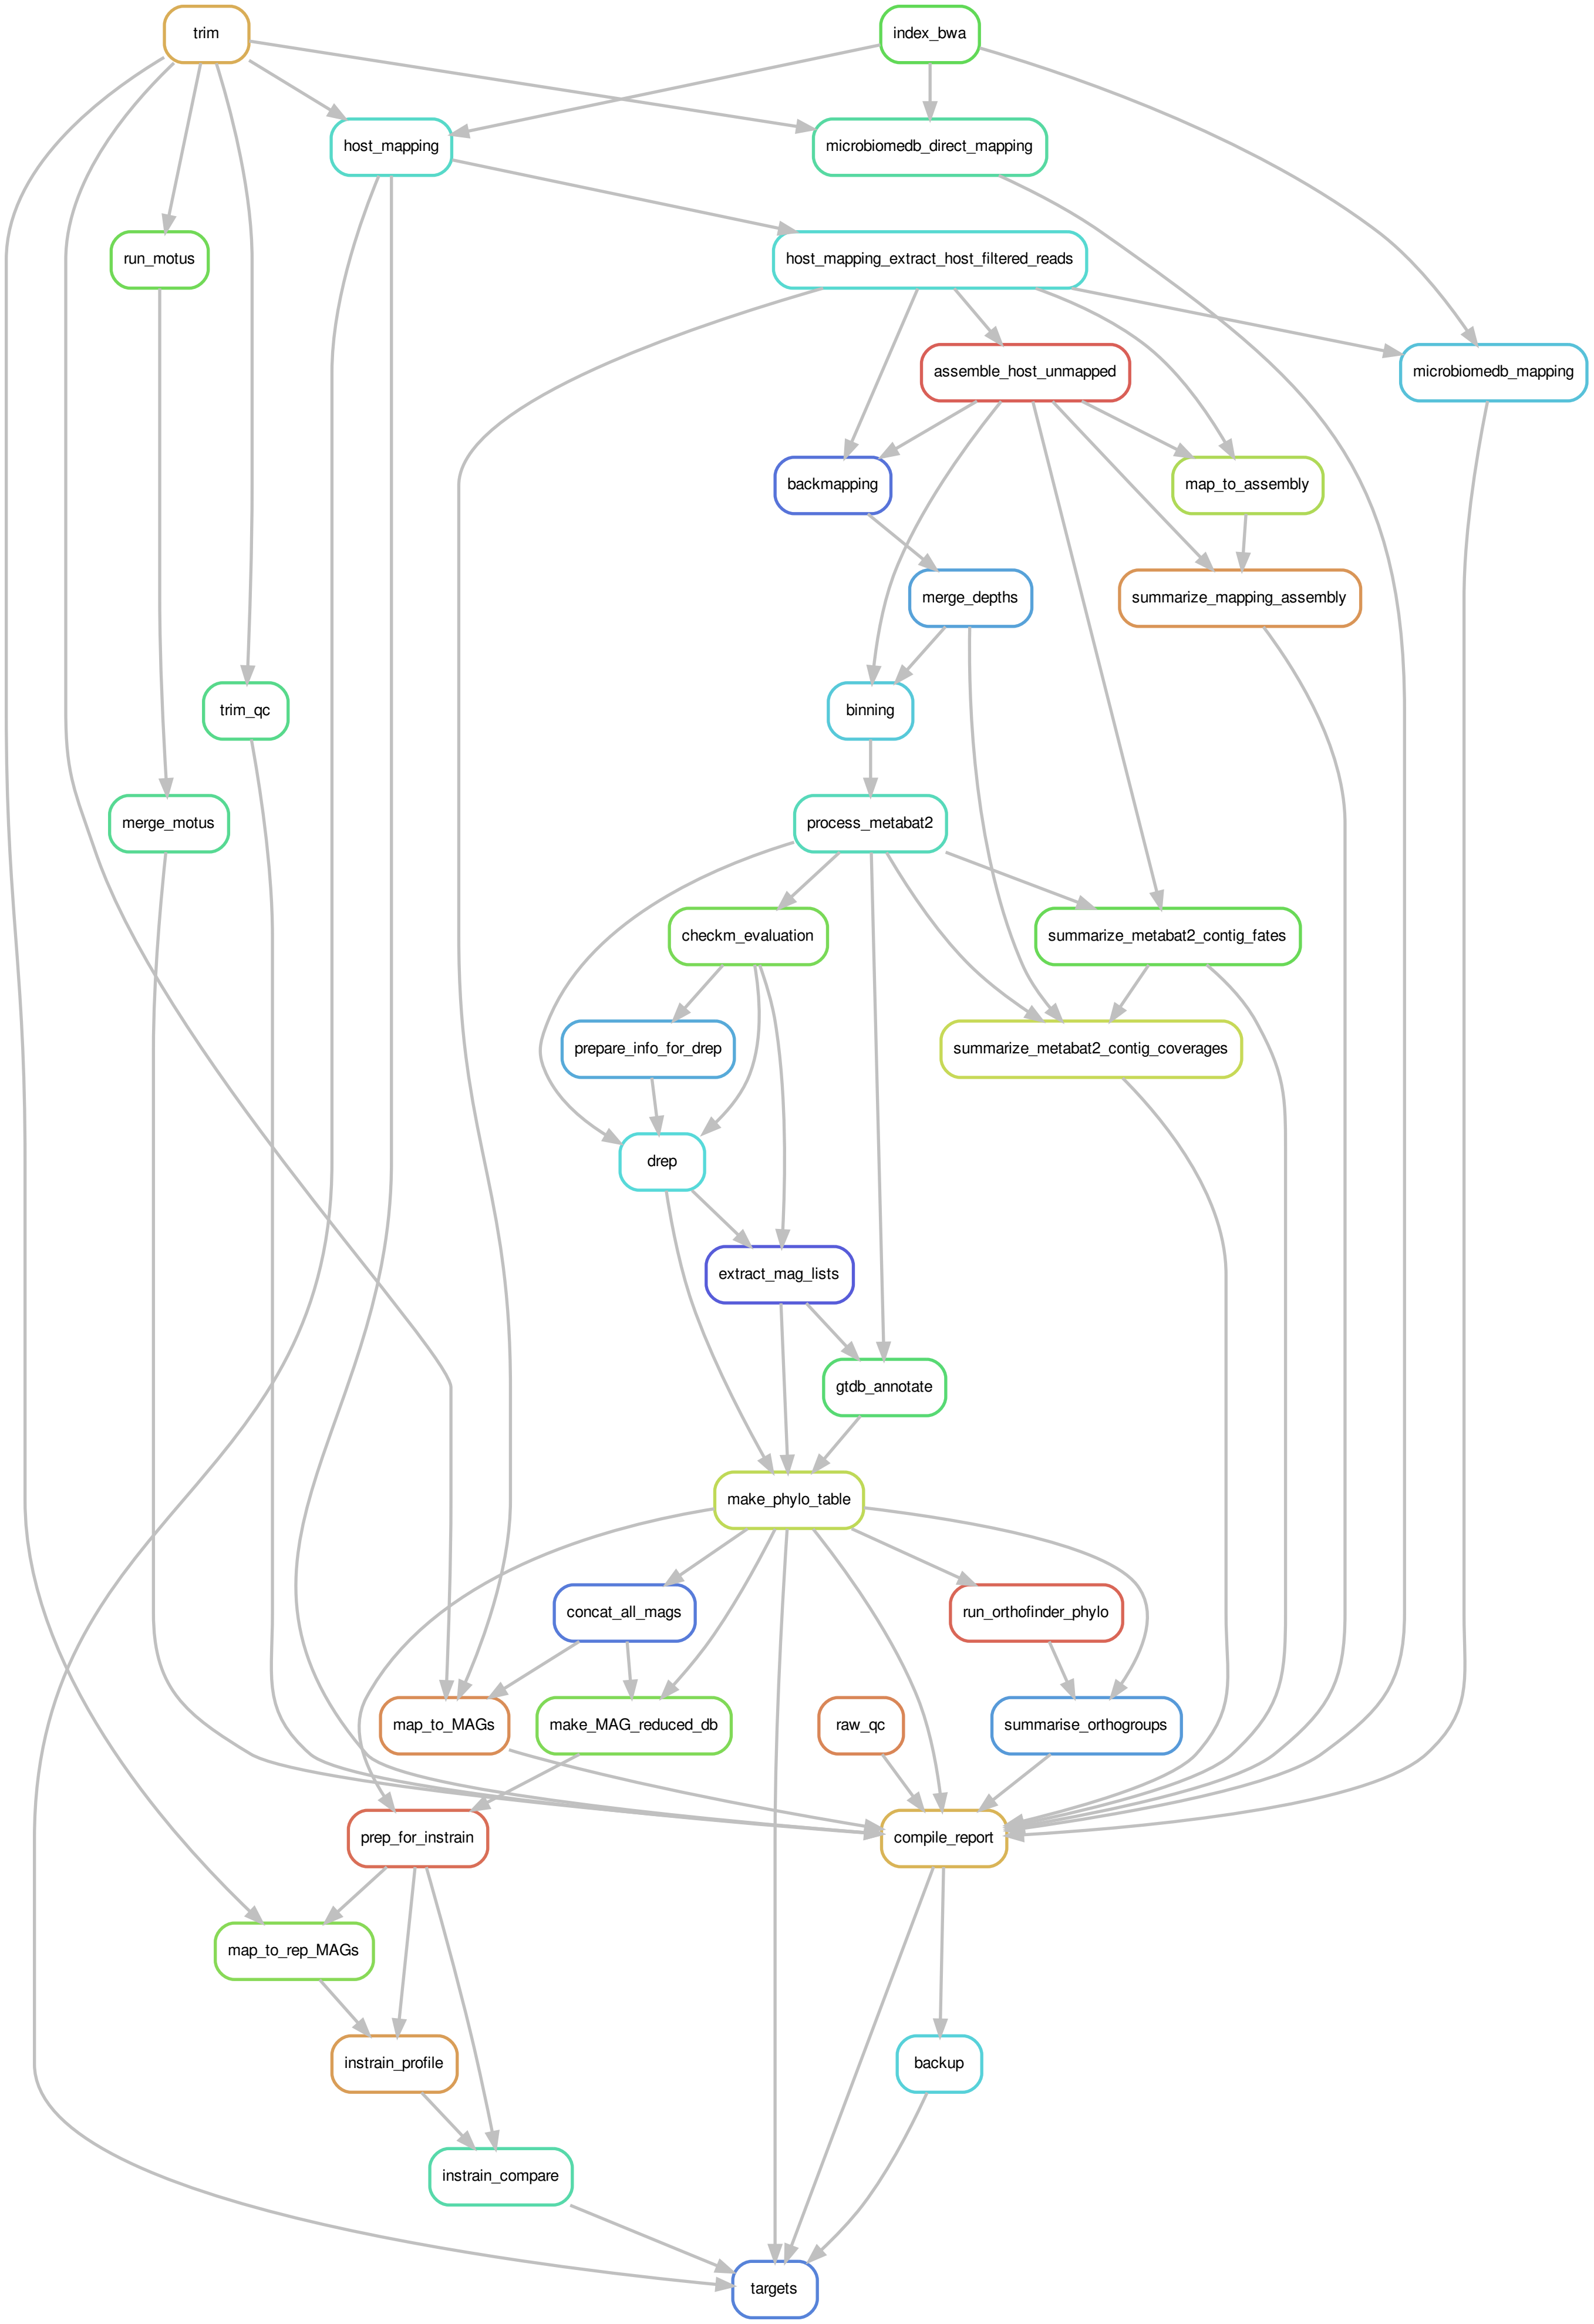 trim
index_bwa
host_mapping
microbiomedb_direct_mapping
run_motus
host_mapping_extract_host_filtered_reads
assemble_host_unmapped
microbiomedb_mapping
backmapping
map_to_assembly
merge_depths
summarize_mapping_assembly
trim_qc
binning
merge_motus
process_metabat2
checkm_evaluation
summarize_metabat2_contig_fates
prepare_info_for_drep
summarize_metabat2_contig_coverages
drep
extract_mag_lists
gtdb_annotate
make_phylo_table
concat_all_mags
run_orthofinder_phylo
map_to_MAGs
make_MAG_reduced_db
raw_qc
summarise_orthogroups
prep_for_instrain
compile_report
map_to_rep_MAGs
instrain_profile
backup
instrain_compare
targets